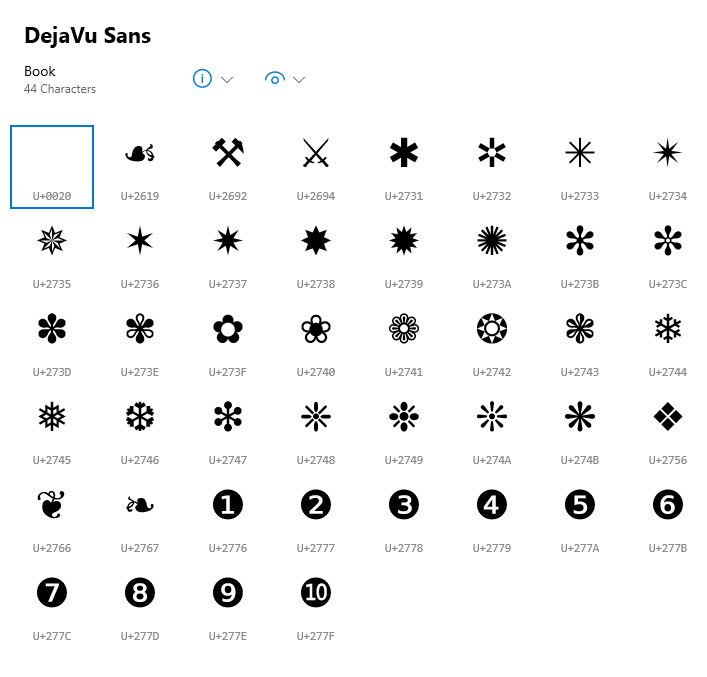 DejaVu Sans
Book
44 Characters
☙ ⚒ ⚔ ✱ ✲ ✳ ✴
U+0020 U+2619 U+2692 U+2694 U+2731 U+2732 U+2733 U+2734
✵ ✶ ✷ ✸ ✹ ✺ ✻ ✼
U+2735 U+2736 U+2737 U+2738 U+2739 U+273A U+273B U+273C
✽ ✾ ✿ ❀ ❁ ❂ ❃ ❄
U+273D U+273E U+273F U+2740 U+2741 U+2742 U+2743 U+2744
❅ ❆ ❇ ❈ ❉ ❊ ❋ ❖
U+2745 U+2746 U+2747 U+2748 U+2749 U+274A U+274B U+2756
❦ ❧ ❶ ❷ ❸ ❹ ❺ ❻
U+2766 U+2767 U+2776 U+2777 U+2778 U+2779 U+277A U+277B
❼ ❽ ❾ ❿
U+277C U+277D U+277E U+277F